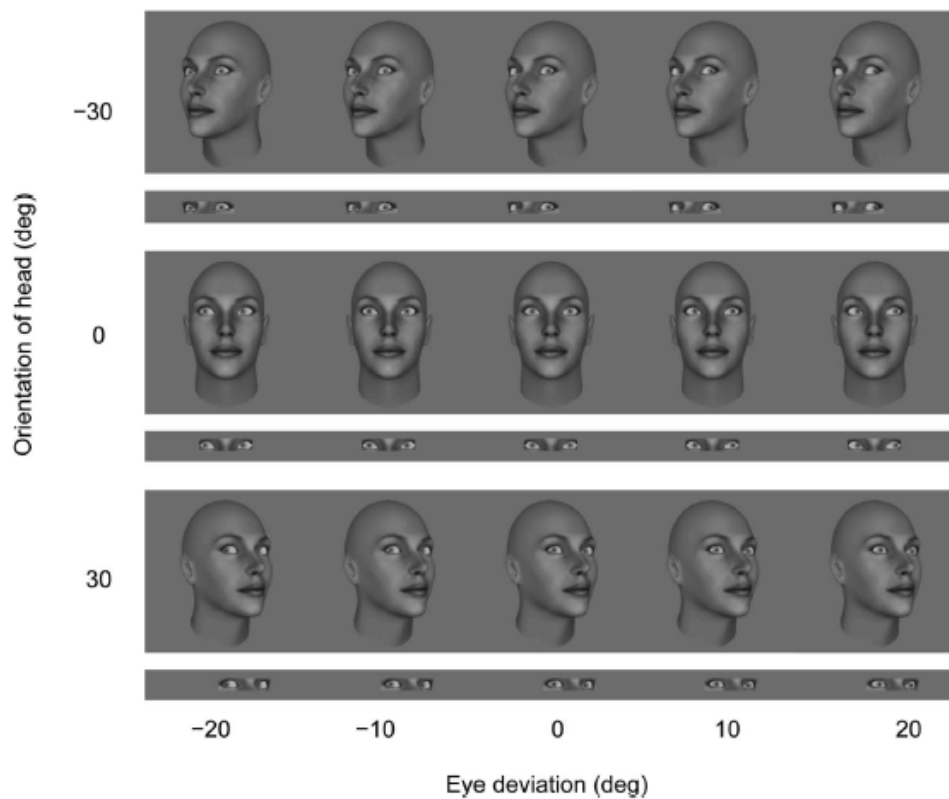 Orientation of head (deg)
−30
0
30
−20 −10 0 10 20
Eye deviation (deg)